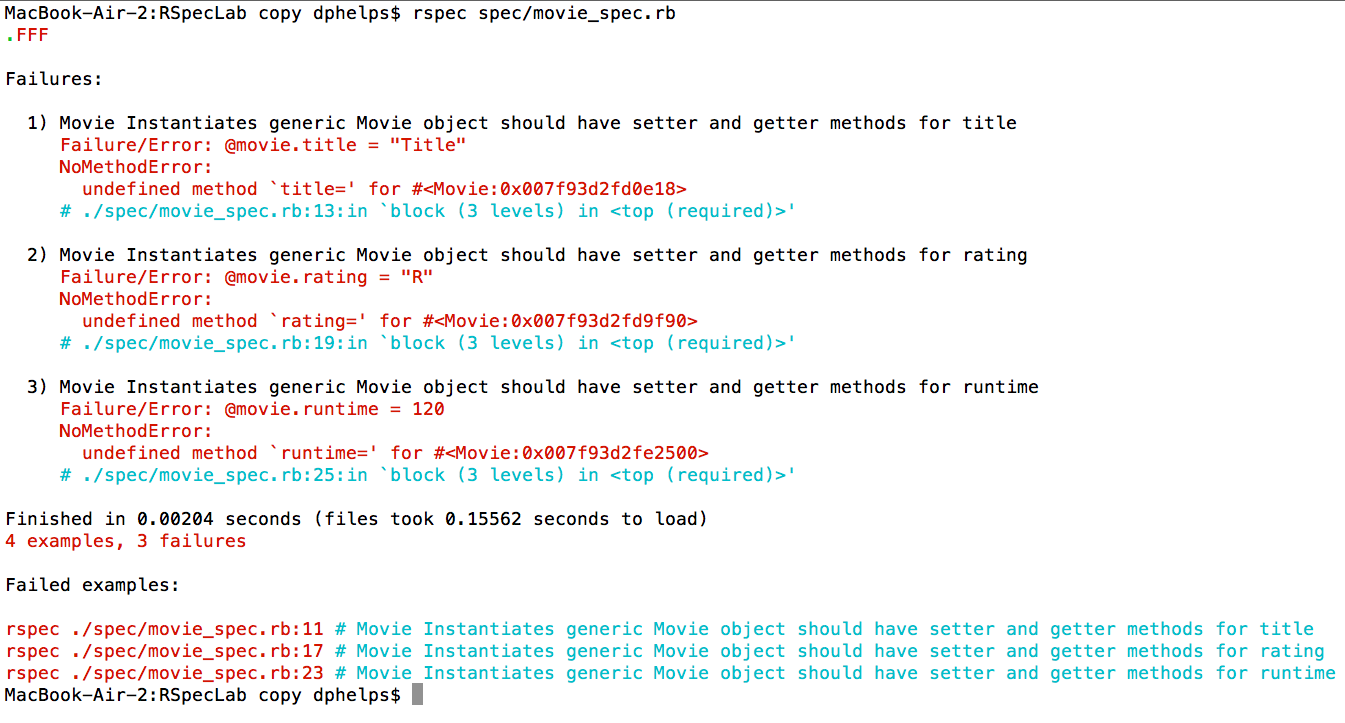 MacBook-Air-2:RSpecLab copy dphelps$ rspec spec/movie_spec.rb
.FFF
Failures:
1) Movie Instantiates generic Movie object should have setter and getter methods for title
Failure/Error: @movie.title = "Title"
NoMethodError:
undefined method `title=' for #<Movie:0x007f93d2fd0e18>
# ./spec/movie_spec.rb:13:in `block (3 levels) in <top (required)>'
2) Movie Instantiates generic Movie object should have setter and getter methods for rating
Failure/Error: @movie.rating = "R"
NoMethodError:
undefined method `rating=' for #<Movie:0x007f93d2fd9f90>
# ./spec/movie_spec.rb:19:in `block (3 levels) in <top (required)>'
3) Movie Instantiates generic Movie object should have setter and getter methods for runtime
Failure/Error: @movie.runtime = 120
NoMethodError:
undefined method `runtime=' for #<Movie:0x007f93d2fe2500>
# ./spec/movie_spec.rb:25:in `block (3 levels) in <top (required)>'
Finished in 0.00204 seconds (files took 0.15562 seconds to load)
4 examples, 3 failures
Failed examples:
rspec ./spec/movie_spec.rb:11 # Movie Instantiates generic Movie object should have setter and getter methods for title
rspec ./spec/movie_spec.rb:17 # Movie Instantiates generic Movie object should have setter and getter methods for rating
rspec ./spec/movie_spec.rb:23 # Movie Instantiates generic Movie object should have setter and getter methods for runtime
MacBook-Air-2:RSpecLab copy dphelps$